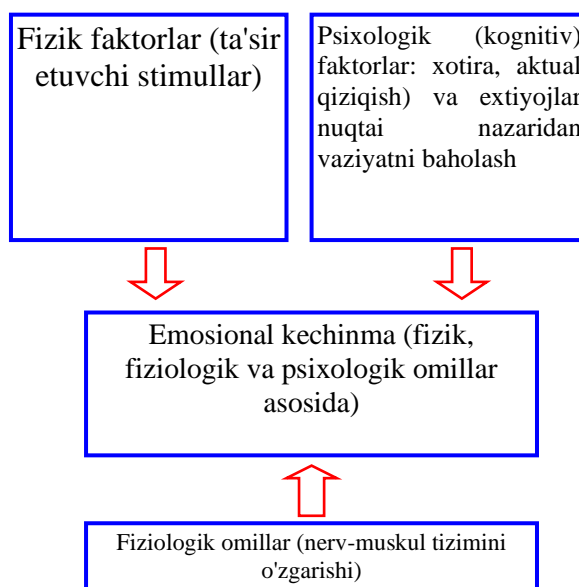 Fizik faktorlar (ta'sir
etuvchi stimullar)
Psixologik (kognitiv)
faktorlar: xotira, aktual
qiziqish) va extiyojlar
nuqtai nazaridan
vaziyatni baholash
Emosional kechinma (fizik,
fiziologik va psixologik omillar
asosida)
Fiziologik omillar (nerv-muskul tizimini
o'zgarishi)